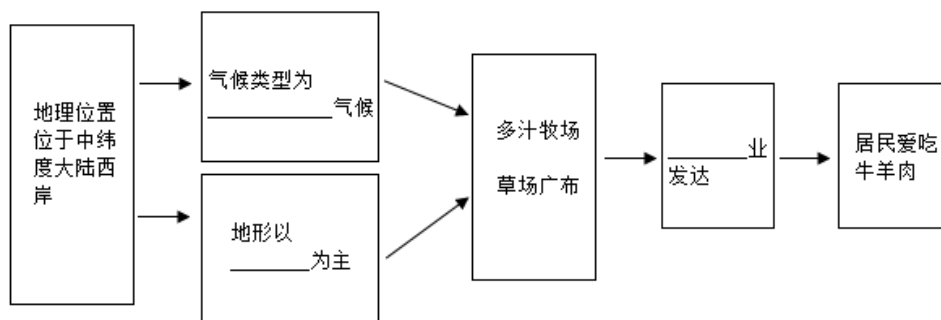 地理位置
位于中纬
度大陆西
岸
气候类型为
____________气候
地形以
________为主
多汁牧场
草场广布
________业
发达
居民爱吃
牛羊肉